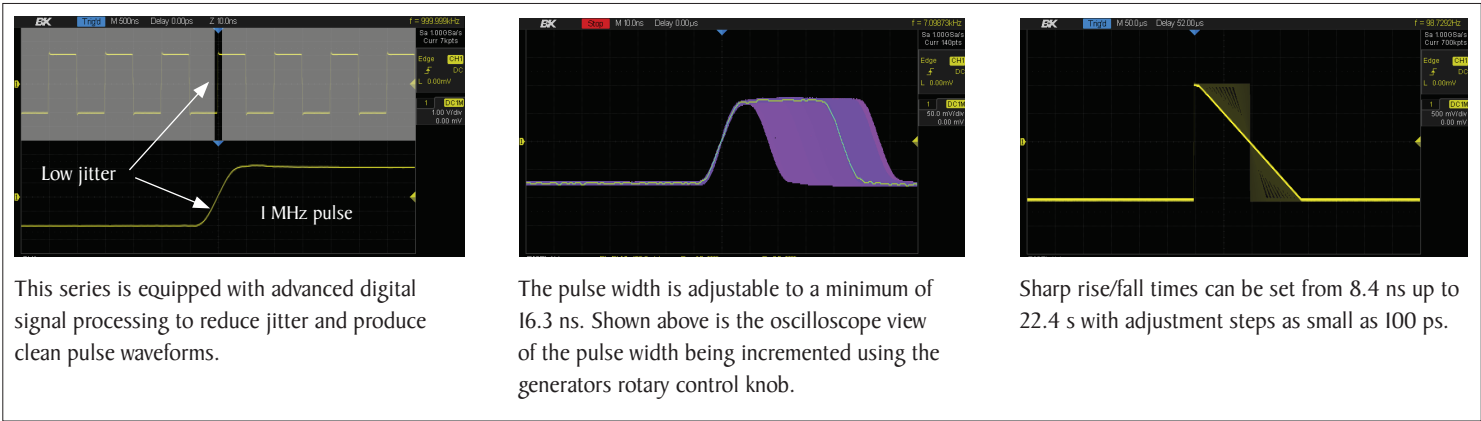 BK Trig'd M 500ns Delay 0.00ps Z 10.0ns f = 999.999kHz
Sa 1.00GSa/s
Curr 7kpts
Edge CH1
DC
L 0.00mV
1 DC1M
1.00 V/div
0.00 mV
Low jitter
1 MHz pulse
This series is equipped with advanced digital
signal processing to reduce jitter and produce
clean pulse waveforms.
BK Stop M 10.0ns Delay 0.00µs f = 7.09873kHz
Sa 1.00GSa/s
Curr 140pts
Edge CH1
DC
L 0.00mV
1 DC1M
50.0 mV/div
0.00 mV
The pulse width is adjustable to a minimum of
16.3 ns. Shown above is the oscilloscope view
of the pulse width being incremented using the
generators rotary control knob.
BK Trig'd M 50.0µs Delay 52.00µs f = 98.7292Hz
Sa 1.00GSa/s
Curr 700kpts
Edge CH1
DC
L 0.00mV
1 DC1M
500 mV/div
0.00 mV
Sharp rise/fall times can be set from 8.4 ns up to
22.4 s with adjustment steps as small as 100 ps.